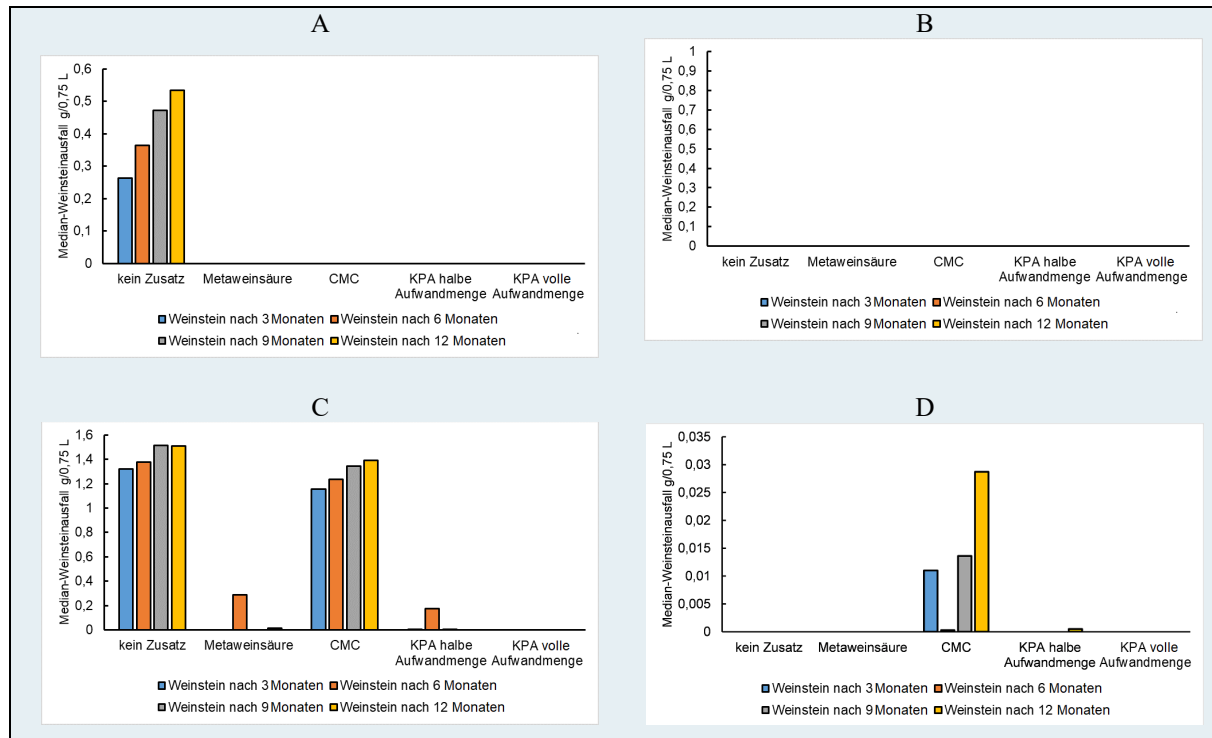 A
Median-Weinsteinausfall g/0,75 L
0,6
0,5
0,4
0,3
0,2
0,1
0
kein Zusatz
Metaweinsäure
CMC
KPA halbe
Aufwandmenge
KPA volle
Aufwandmenge
Weinstein nach 3 Monaten
Weinstein nach 6 Monaten
Weinstein nach 9 Monaten
Weinstein nach 12 Monaten
B
Median-Weinsteinausfall g/0,75 L
1
0,9
0,8
0,7
0,6
0,5
0,4
0,3
0,2
0,1
0
kein Zusatz
Metaweinsäure
CMC
KPA halbe
Aufwandmenge
KPA volle
Aufwandmenge
Weinstein nach 3 Monaten
Weinstein nach 6 Monaten
Weinstein nach 9 Monaten
Weinstein nach 12 Monaten
C
Median-Weinsteinausfall g/0,75 L
1,6
1,4
1,2
1
0,8
0,6
0,4
0,2
0
kein Zusatz
Metaweinsäure
CMC
KPA halbe
Aufwandmenge
KPA volle
Aufwandmenge
Weinstein nach 3 Monaten
Weinstein nach 6 Monaten
Weinstein nach 9 Monaten
Weinstein nach 12 Monaten
D
Median-Weinsteinausfall g/0,75 L
0,035
0,03
0,025
0,02
0,015
0,01
0,005
0
kein Zusatz
Metaweinsäure
CMC
KPA halbe
Aufwandmenge
KPA volle
Aufwandmenge
Weinstein nach 3 Monaten
Weinstein nach 6 Monaten
Weinstein nach 9 Monaten
Weinstein nach 12 Monaten